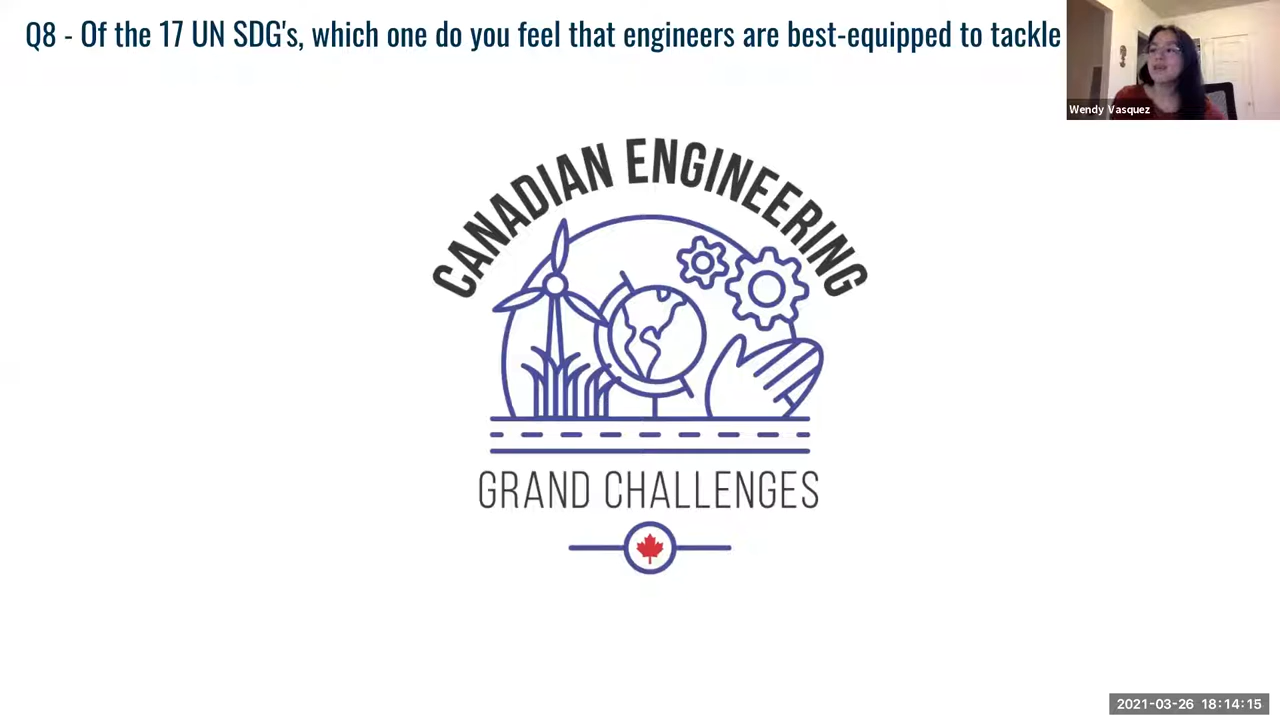 Q8 - Of the 17 UN SDG's, which one do you feel that engineers are best-equipped to tackle
Wendy Vasquez
CANADIAN ENGINEERING
GRAND CHALLENGES
2021-03-26 18:14:15